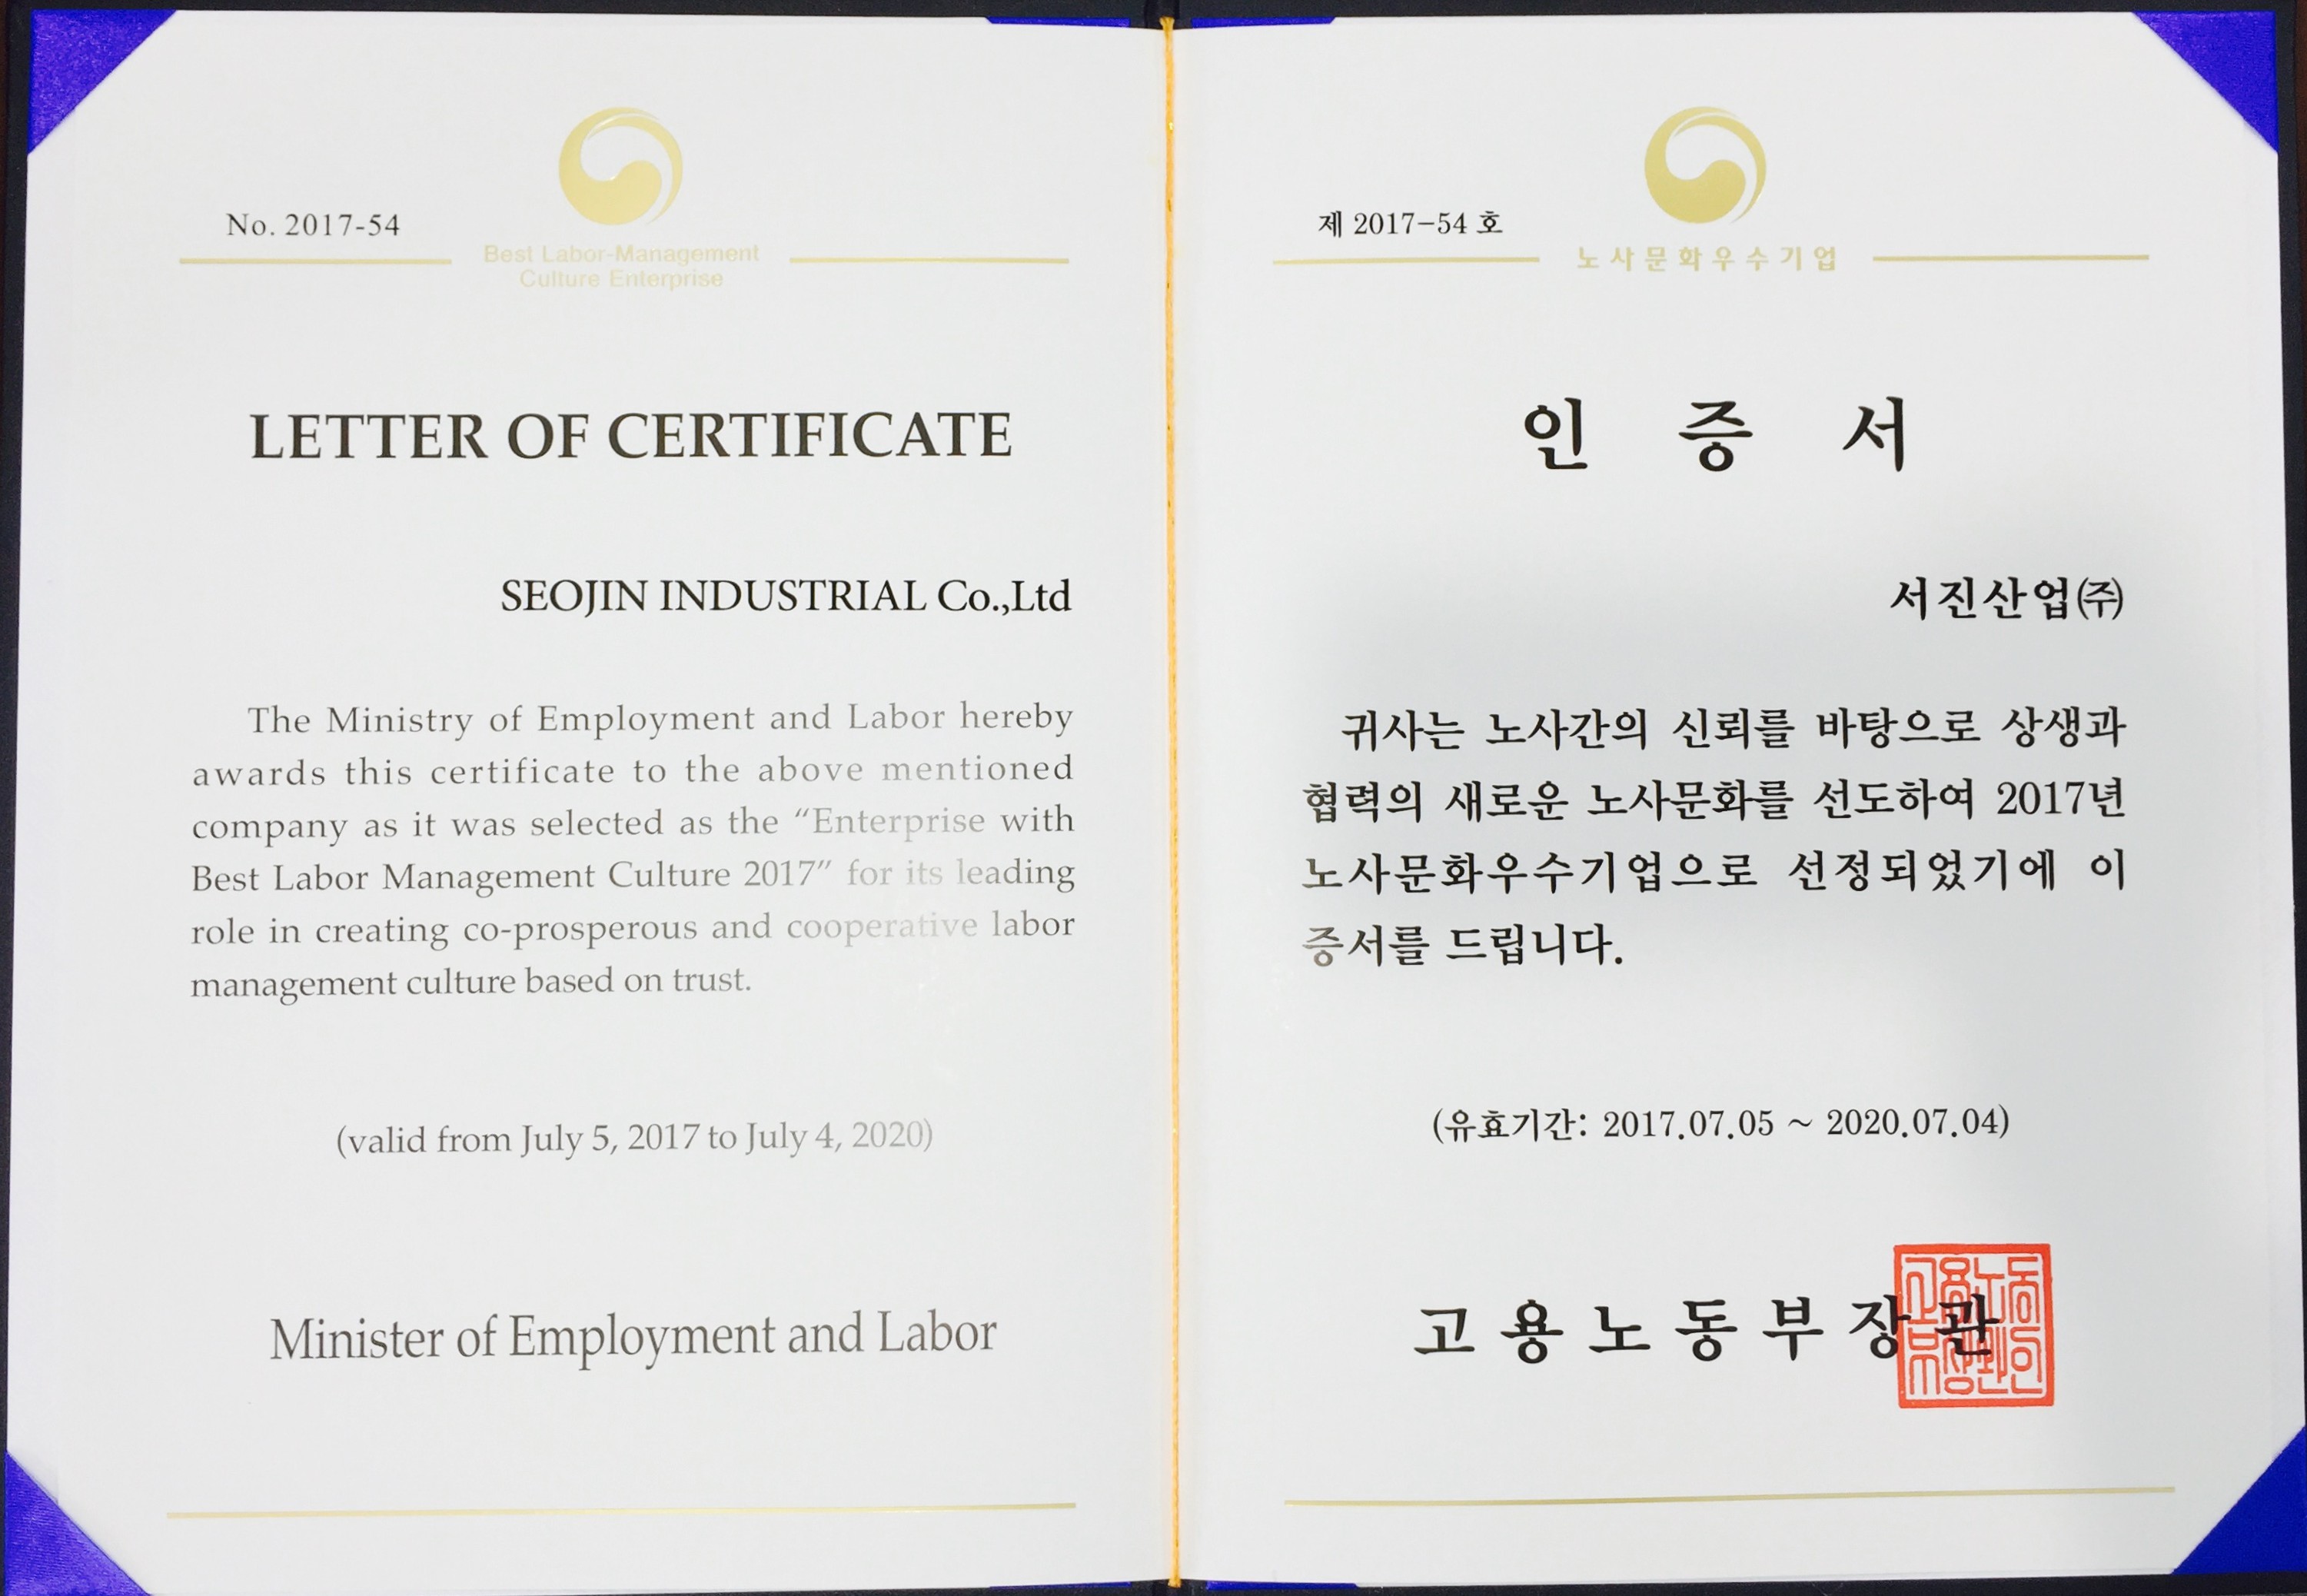 No. 2017-54
Best Labor-Management
Culture Enterprise
LETTER OF CERTIFICATE
SEOJIN INDUSTRIAL Co.,Ltd
The Ministry of Employment and Labor hereby
awards this certificate to the above mentioned
company as it was selected as the “Enterprise with
Best Labor Management Culture 2017” for its leading
role in creating co-prosperous and cooperative labor
management culture based on trust.
(valid from July 5, 2017 to July 4, 2020)
Minister of Employment and Labor
제 2017-54 호
노사문화우수기업
인 증 서
서진산업㈜
귀사는 노사간의 신뢰를 바탕으로 상생과
협력의 새로운 노사문화를 선도하여 2017년
노사문화우수기업으로 선정되었기에 이
증서를 드립니다.
(유효기간: 2017.07.05 ~ 2020.07.04)
고용노동부장관
고용노동
부장관인